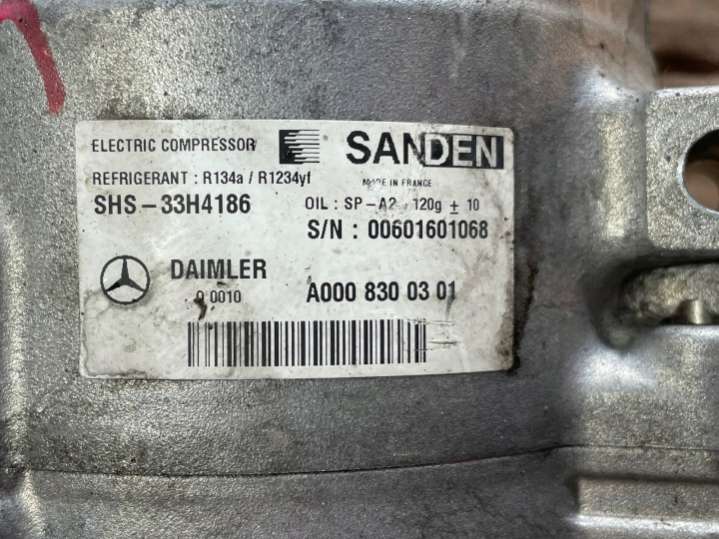 ELECTRIC COMPRESSOR
SANDEN
REFRIGERANT : R134a / R1234yf
MADE IN FRANCE
SHS-33H4186
OIL : SP-A2 120g ± 10
S/N : 00601601068
DAIMLER
Q 0010
A000 830 03 01